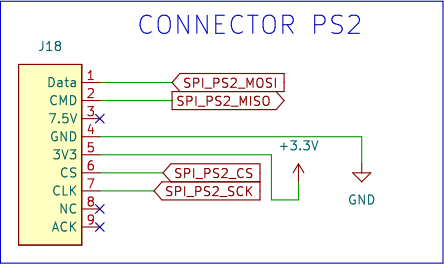 CONNECTOR PS2
J18
Data 1 SPI_PS2_MOSI
CMD 2 SPI_PS2_MISO
7.5V 3
GND 4
3V3 5 +3.3V
CS 6 SPI_PS2_CS
CLK 7 SPI_PS2_SCK
GND
NC 8
ACK 9